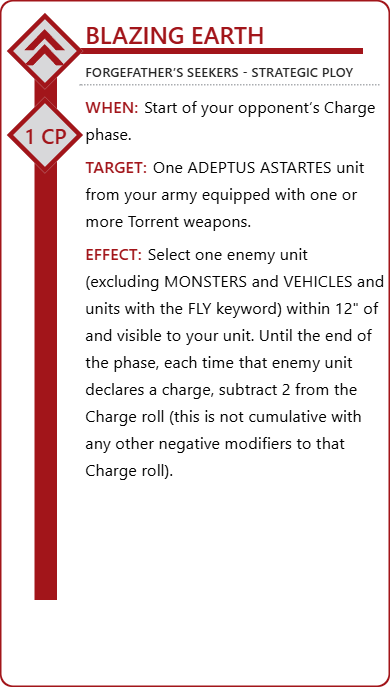 BLAZING EARTH
FORGEFATHER’S SEEKERS - STRATEGIC PLOY
1 CP
WHEN: Start of your opponent’s Charge
phase.
TARGET: One ADEPTUS ASTARTES unit
from your army equipped with one or
more Torrent weapons.
EFFECT: Select one enemy unit
(excluding MONSTERS and VEHICLES and
units with the FLY keyword) within 12" of
and visible to your unit. Until the end of
the phase, each time that enemy unit
declares a charge, subtract 2 from the
Charge roll (this is not cumulative with
any other negative modifiers to that
Charge roll).